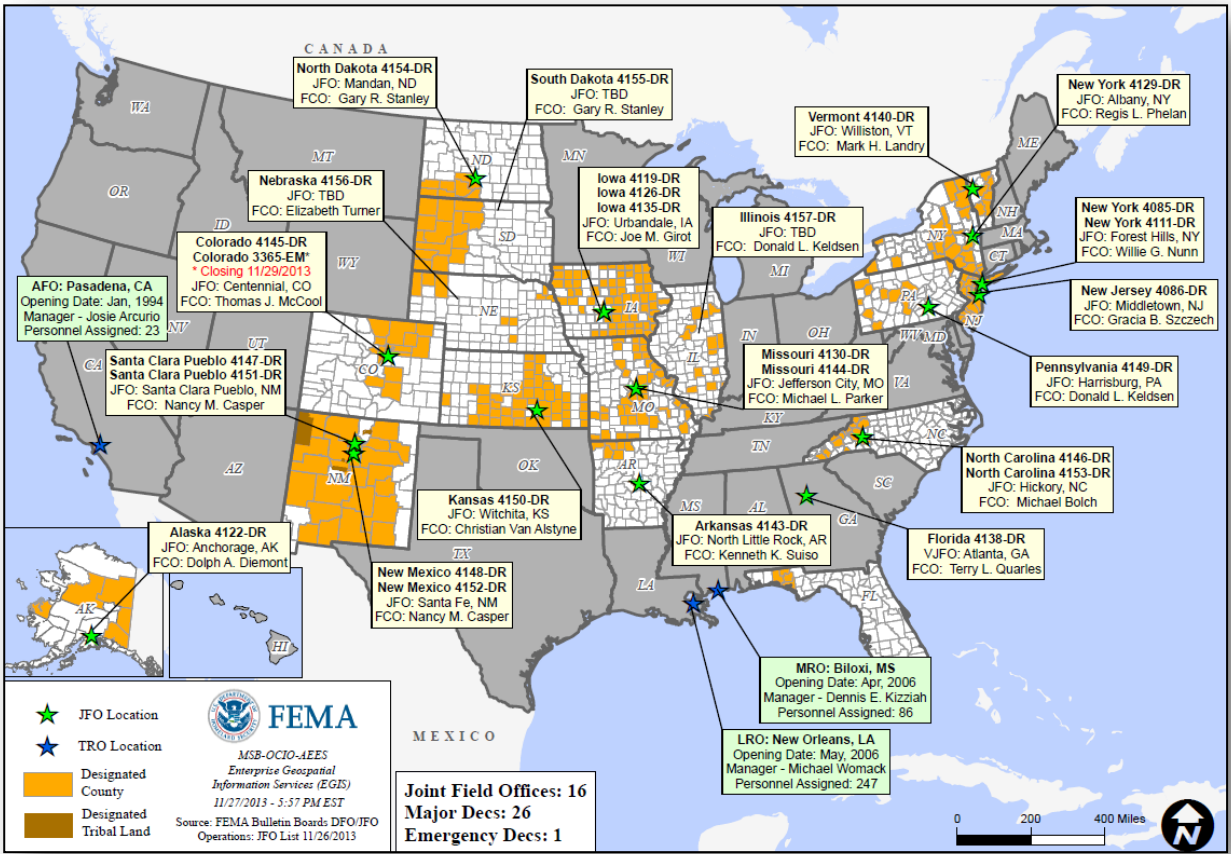 CANADA
North Dakota 4154-DR
JFO: Mandan, ND
FCO: Gary R. Stanley
South Dakota 4155-DR
JFO: TBD
FCO: Gary R. Stanley
New York 4129-DR
JFO: Albany, NY
FCO: Regis L. Phelan
Vermont 4140-DR
JFO: Williston, VT
FCO: Mark H. Landry
Nebraska 4156-DR
JFO: TBD
FCO: Elizabeth Turner
Iowa 4119-DR
Iowa 4126-DR
Iowa 4135-DR
JFO: Urbandale, IA
FCO: Joe M. Girot
Illinois 4157-DR
JFO: TBD
FCO: Donald L. Keldsen
New York 4085-DR
New York 4111-DR
JFO: Forest Hills, NY
FCO: Willie G. Nunn
Colorado 4145-DR
Colorado 3365-EM*
* Closing 11/29/2013
JFO: Centennial, CO
FCO: Thomas J. McCool
AFO: Pasadena, CA
Opening Date: Jan, 1994
Manager - Josie Arcurio
Personnel Assigned: 23
New Jersey 4086-DR
JFO: Middletown, NJ
FCO: Gracia B. Szczech
Santa Clara Pueblo 4147-DR
Santa Clara Pueblo 4151-DR
JFO: Santa Clara Pueblo, NM
FCO: Nancy M. Casper
Missouri 4130-DR
Missouri 4144-DR
JFO: Jefferson City, MO
FCO: Michael L. Parker
Pennsylvania 4149-DR
JFO: Harrisburg, PA
FCO: Donald L. Keldsen
North Carolina 4146-DR
North Carolina 4153-DR
JFO: Hickory, NC
FCO: Michael Bolch
Kansas 4150-DR
JFO: Witchita, KS
FCO: Christian Van Alstyne
Arkansas 4143-DR
JFO: North Little Rock, AR
FCO: Kenneth K. Suiso
Florida 4138-DR
VJFO: Atlanta, GA
FCO: Terry L. Quarles
Alaska 4122-DR
JFO: Anchorage, AK
FCO: Dolph A. Diemont
New Mexico 4148-DR
New Mexico 4152-DR
JFO: Santa Fe, NM
FCO: Nancy M. Casper
MRO: Biloxi, MS
Opening Date: Apr, 2006
Manager - Dennis E. Kizziah
Personnel Assigned: 86
LRO: New Orleans, LA
Opening Date: May, 2006
Manager - Michael Womack
Personnel Assigned: 247
WA
MT
ND
MN
ME
OR
ID
SD
WI
MI
NY
NH
MA
CT
WY
NE
IA
PA
NJ
NV
UT
CO
IL
IN
OH
WV
MD
CA
KS
MO
KY
VA
AZ
NM
OK
AR
TN
NC
SC
TX
LA
MS
AL
GA
FL
AK
HI
MEXICO
JFO Location
TRO Location
Designated
County
Designated
Tribal Land
FEMA
MSB-OCIO-AEES
Enterprise Geospatial
Information Services (EGIS)
11/27/2013 - 5:57 PM EST
Source: FEMA Bulletin Boards DFO/JFO
Operations: JFO List 11/26/2013
Joint Field Offices: 16
Major Decs: 26
Emergency Decs: 1
0 200 400 Miles
N